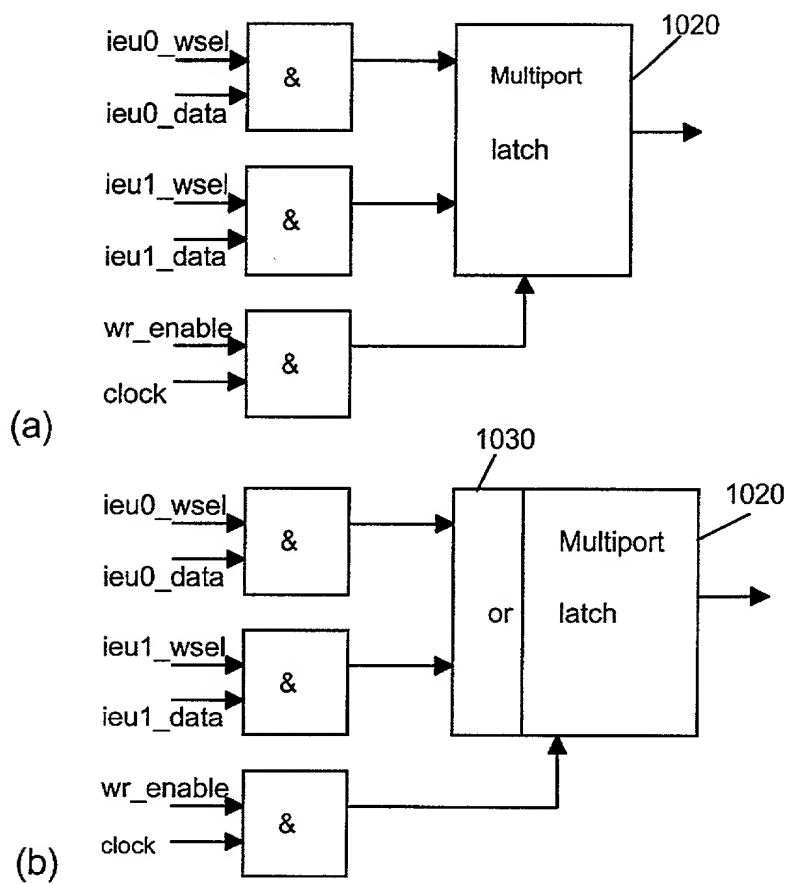 1020
ieu0_wsel
&
ieu0_data
Multiport
latch
ieu1_wsel
&
ieu1_data
wr_enable
&
clock
(a)
1030
1020
ieu0_wsel
&
ieu0_data
Multiport
or
latch
ieu1_wsel
&
ieu1_data
wr_enable
&
clock
(b)